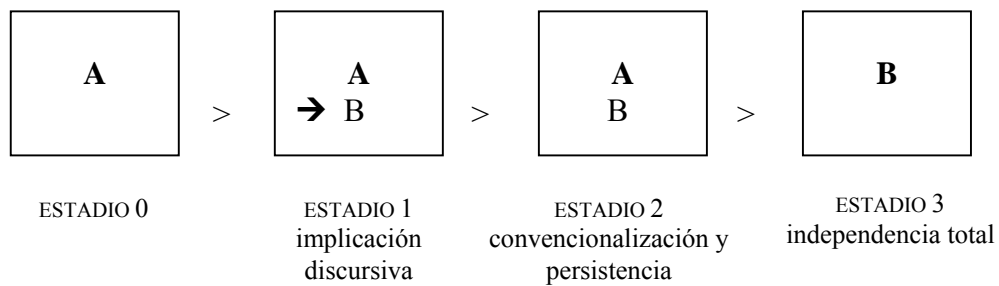 A
A
A
B
> ➔ B > B >
ESTADIO 0
ESTADIO 1
implicación
discursiva
ESTADIO 2
convencionalización y
persistencia
ESTADIO 3
independencia total